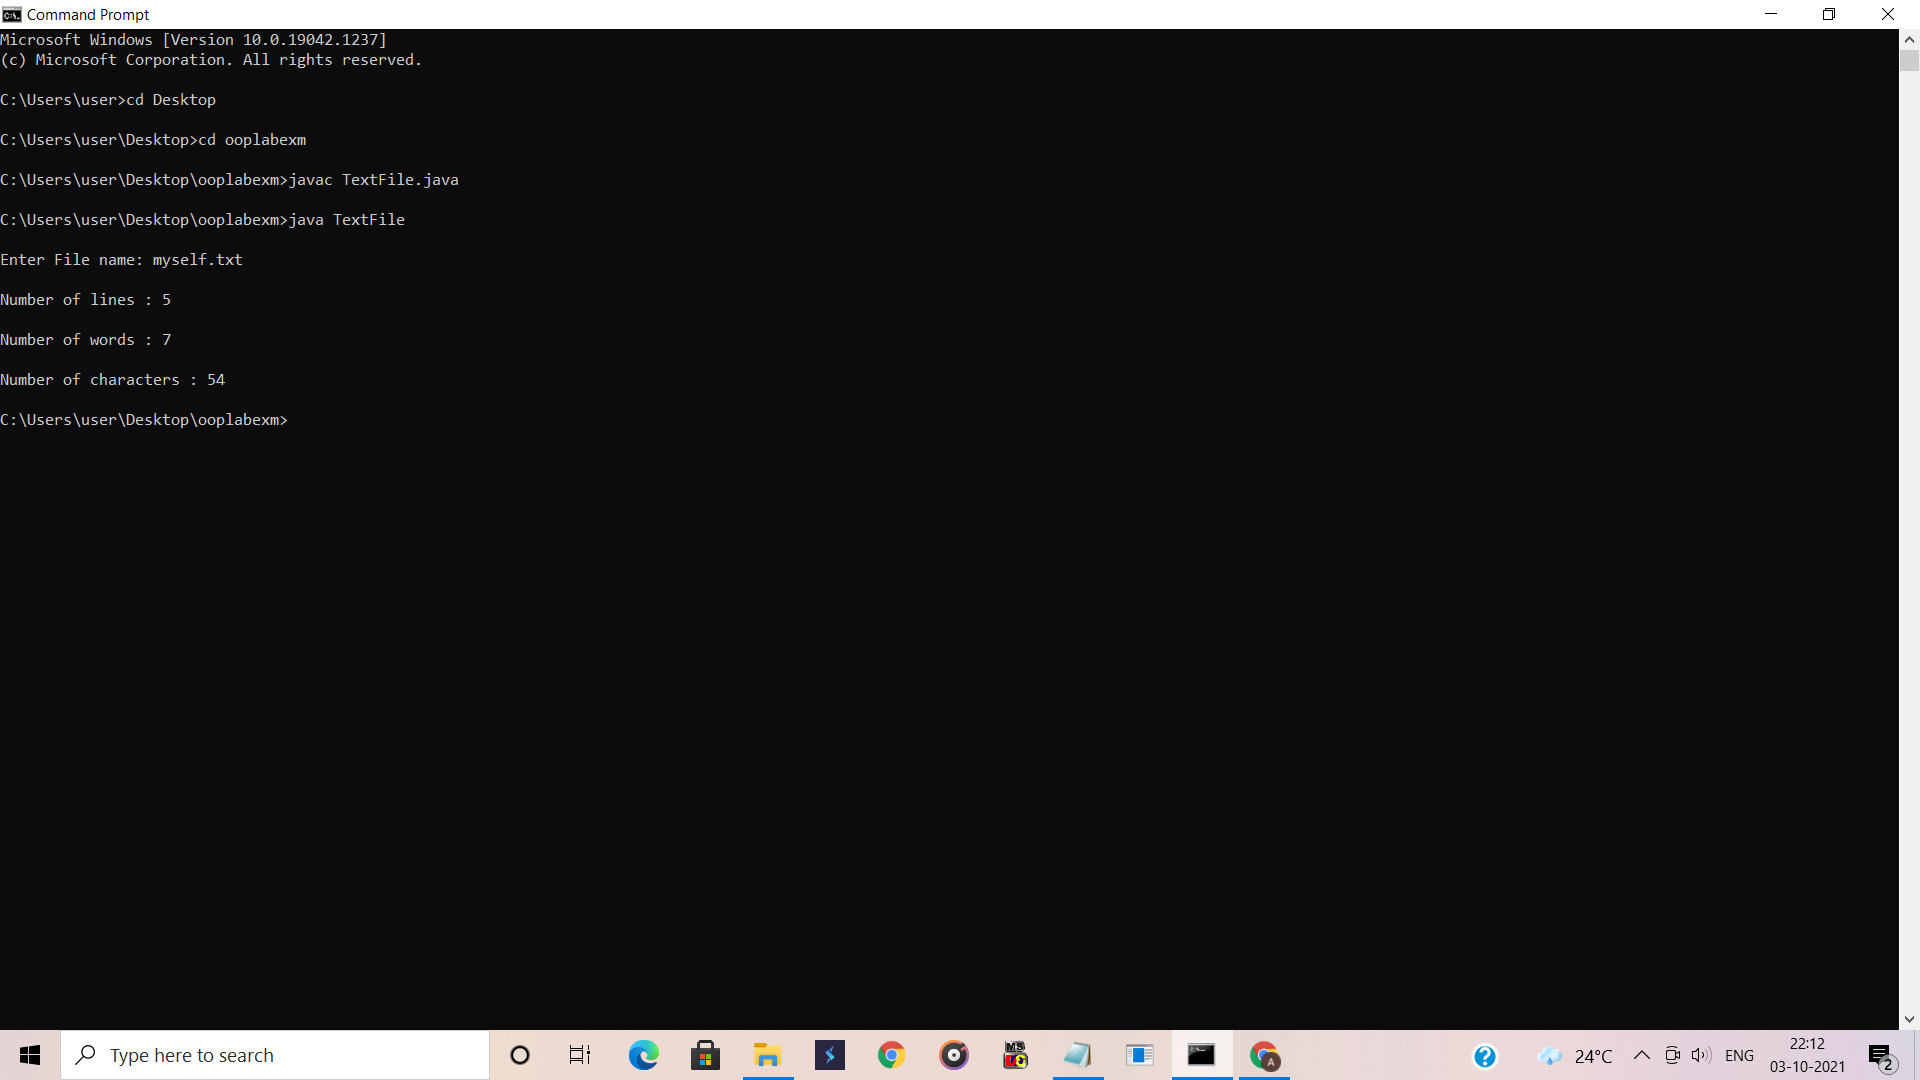 Command Prompt
Microsoft Windows [Version 10.0.19042.1237]
(c) Microsoft Corporation. All rights reserved.
C:\Users\user>cd Desktop
C:\Users\user\Desktop>cd ooplabexm
C:\Users\user\Desktop\ooplabexm>javac TextFile.java
C:\Users\user\Desktop\ooplabexm>java TextFile
Enter File name: myself.txt
Number of lines : 5
Number of words : 7
Number of characters : 54
C:\Users\user\Desktop\ooplabexm>
Type here to search
MS
24°C
ENG
22:12
03-10-2021
2
A